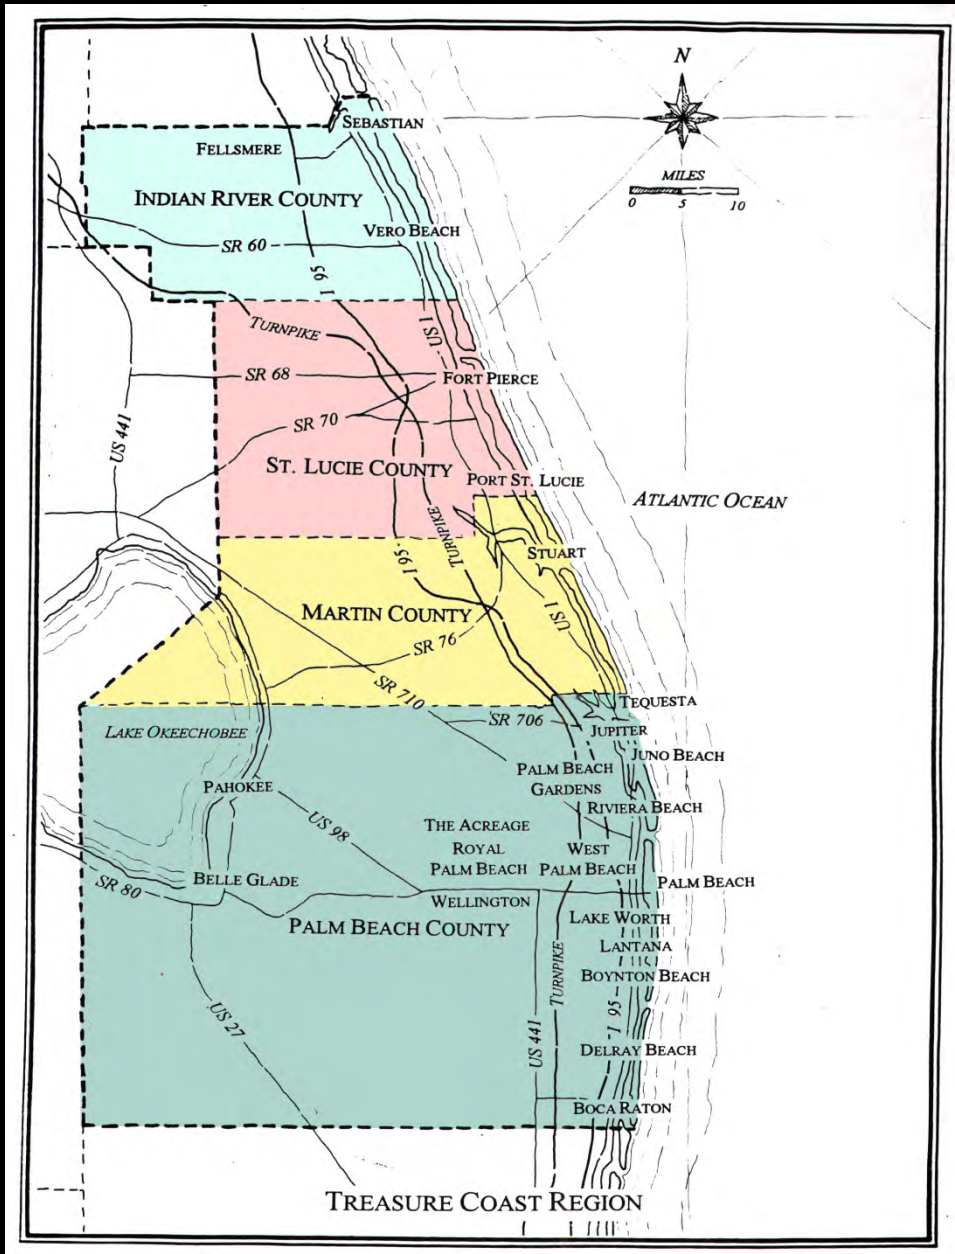 N
SEBASTIAN
FELLSMERE
MILES
0 5 10
INDIAN RIVER COUNTY
VERO BEACH
SR 60
I 95
TURNPIKE
US 1
SR 68
FORT PIERCE
SR 70
US 441
ST. LUCIE COUNTY
PORT ST. LUCIE
ATLANTIC OCEAN
TURNPIKE
I 95
STUART
MARTIN COUNTY
US 1
SR 76
SR 710
TEQUESTA
SR 706
JUPITER
LAKE OKEECHOBEE
JUNO BEACH
PALM BEACH
GARDENS
PAHOKEE
RIVIERA BEACH
US 98
THE ACREAGE
ROYAL
PALM BEACH
WEST
PALM BEACH
SR 80
BELLE GLADE
PALM BEACH
WELLINGTON
LAKE WORTH
PALM BEACH COUNTY
LANTANA
TURNPIKE
BOYNTON BEACH
I 95
US 27
US 441
DELRAY BEACH
BOCA RATON
TREASURE COAST REGION